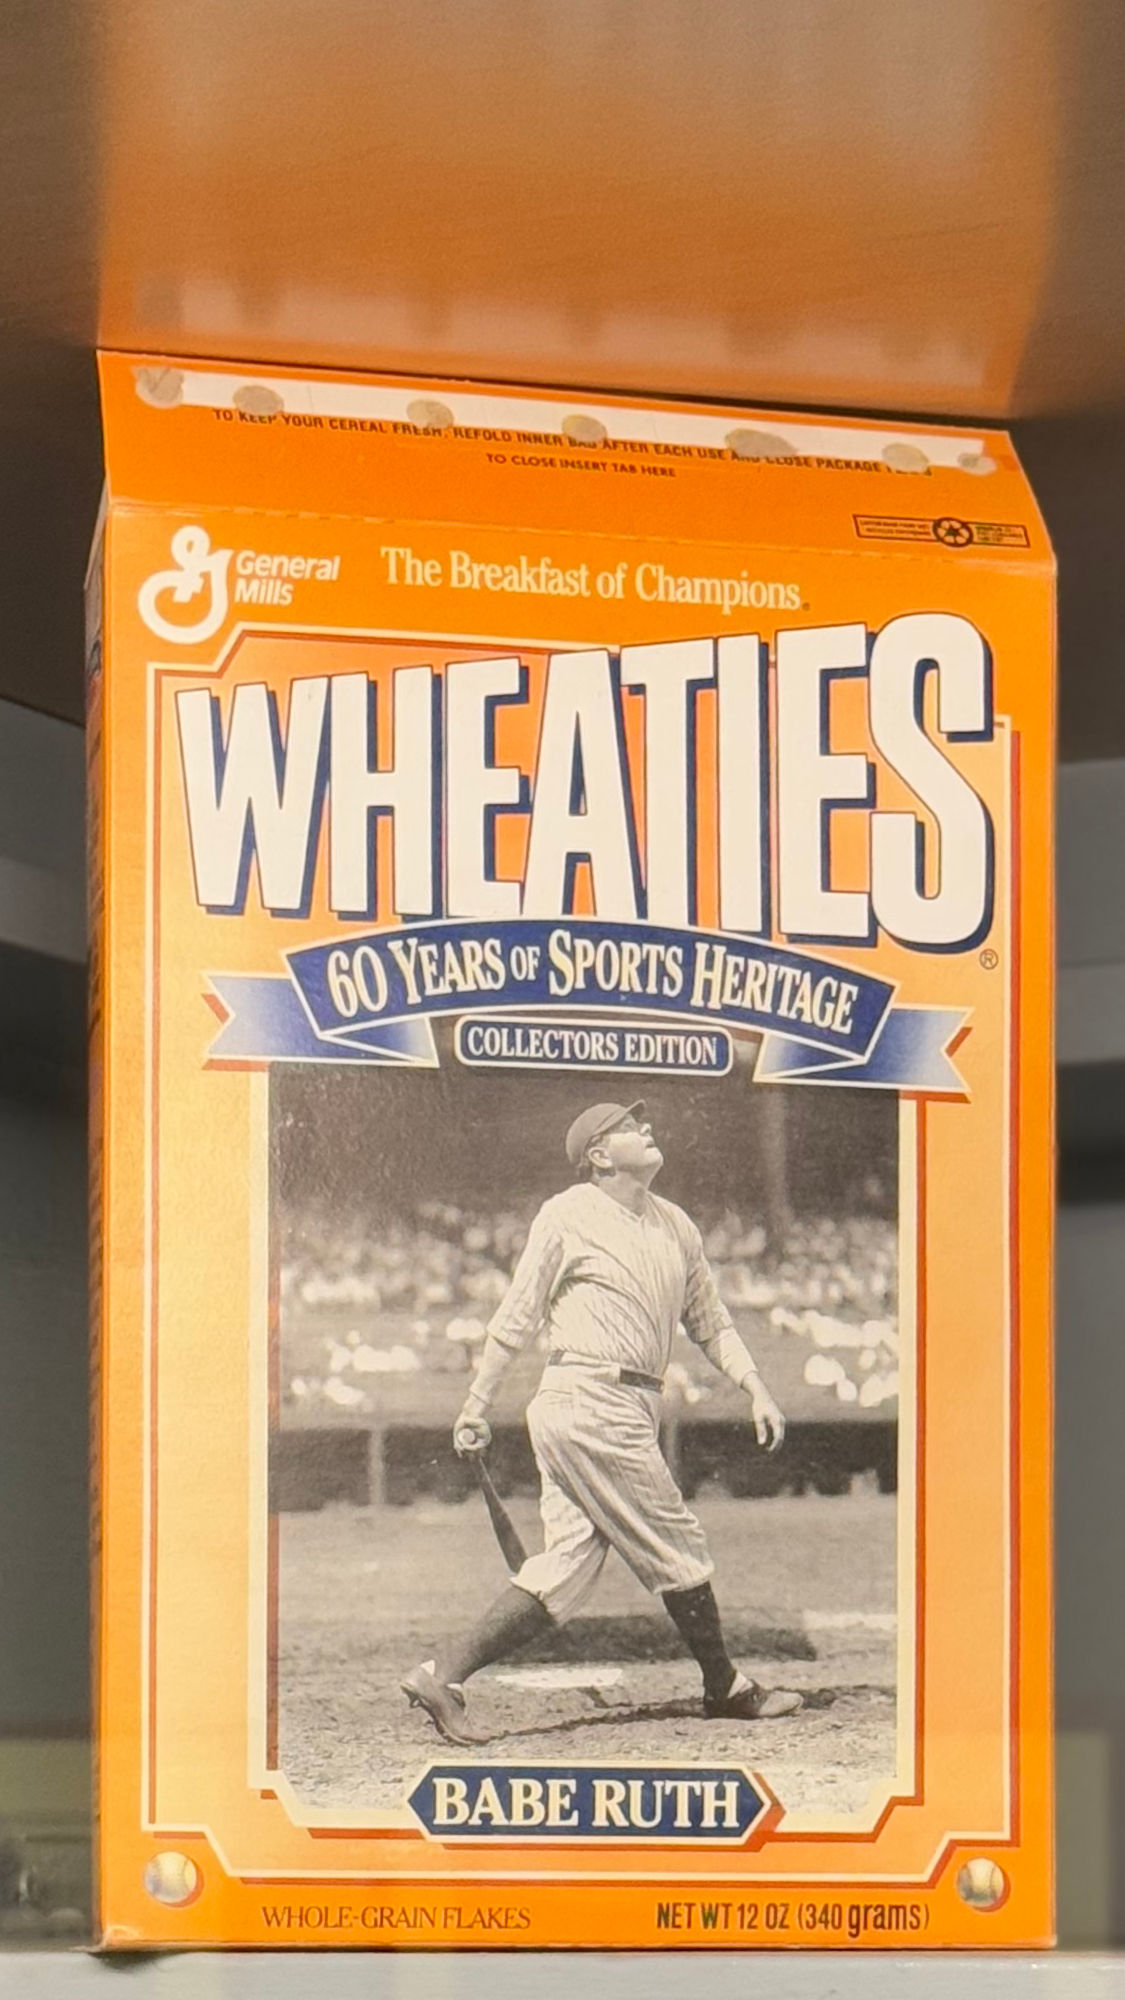 TO KEEP YOUR CEREAL FRESH, REFOLD INNER BAG AFTER EACH USE AND CLOSE PACKAGE
TO CLOSE INSERT TAB HERE
General
Mills
The Breakfast of Champions®
WHEATIES®
60 YEARS OF SPORTS HERITAGE
COLLECTORS EDITION
BABE RUTH
WHOLE-GRAIN FLAKES
NET WT 12 OZ (340 grams)